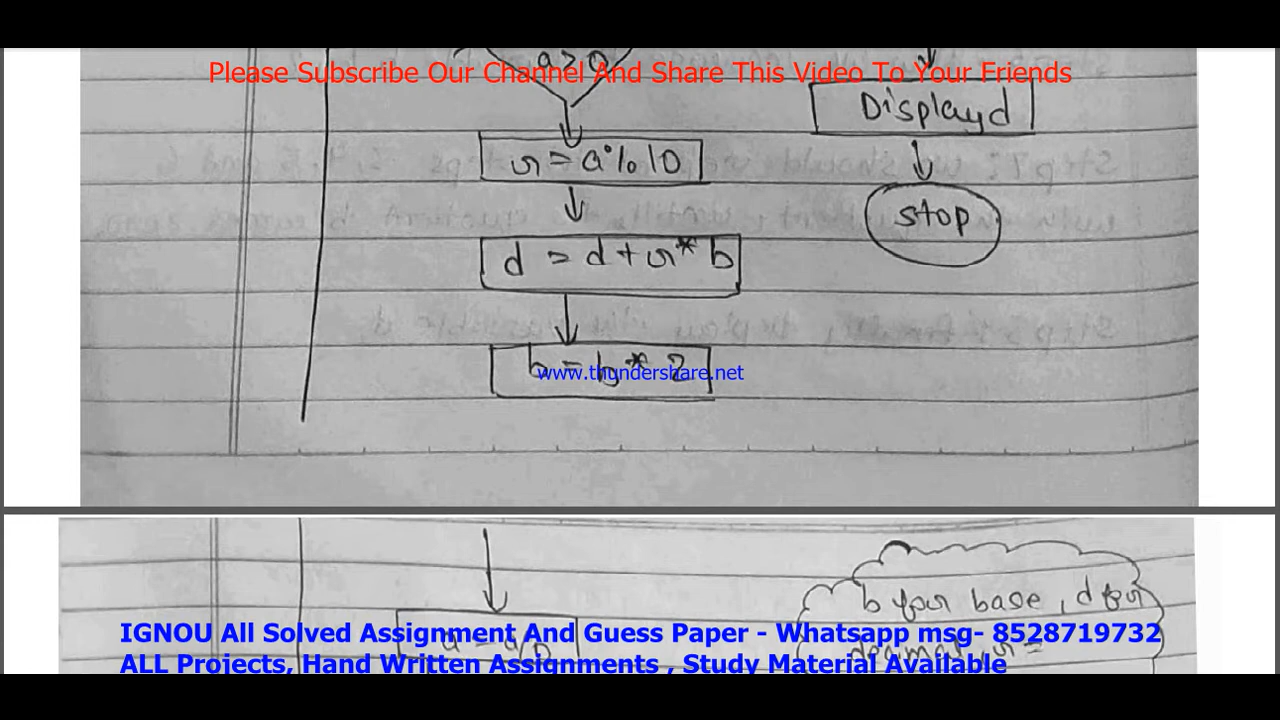 a > 0
Please Subscribe Our Channel And Share This Video To Your Friends
Display d
r = a % 10
stop
d = d + r * b
b = b * 2
www.thundershare.net
b for base, d for
IGNOU All Solved Assignment And Guess Paper - Whatsapp msg- 8528719732
decimal, r =
ALL Projects, Hand Written Assignments , Study Material Available